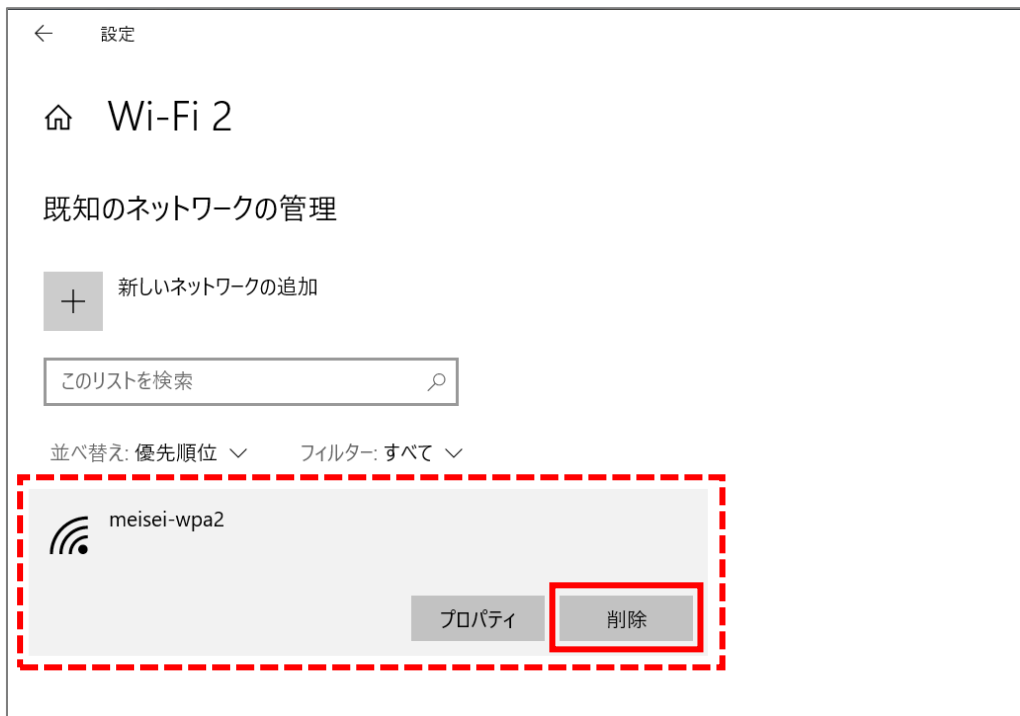 設定
Wi-Fi 2
既知のネットワークの管理
新しいネットワークの追加
このリストを検索
並べ替え: 優先順位 フィルター: すべて
meisei-wpa2
プロパティ 削除